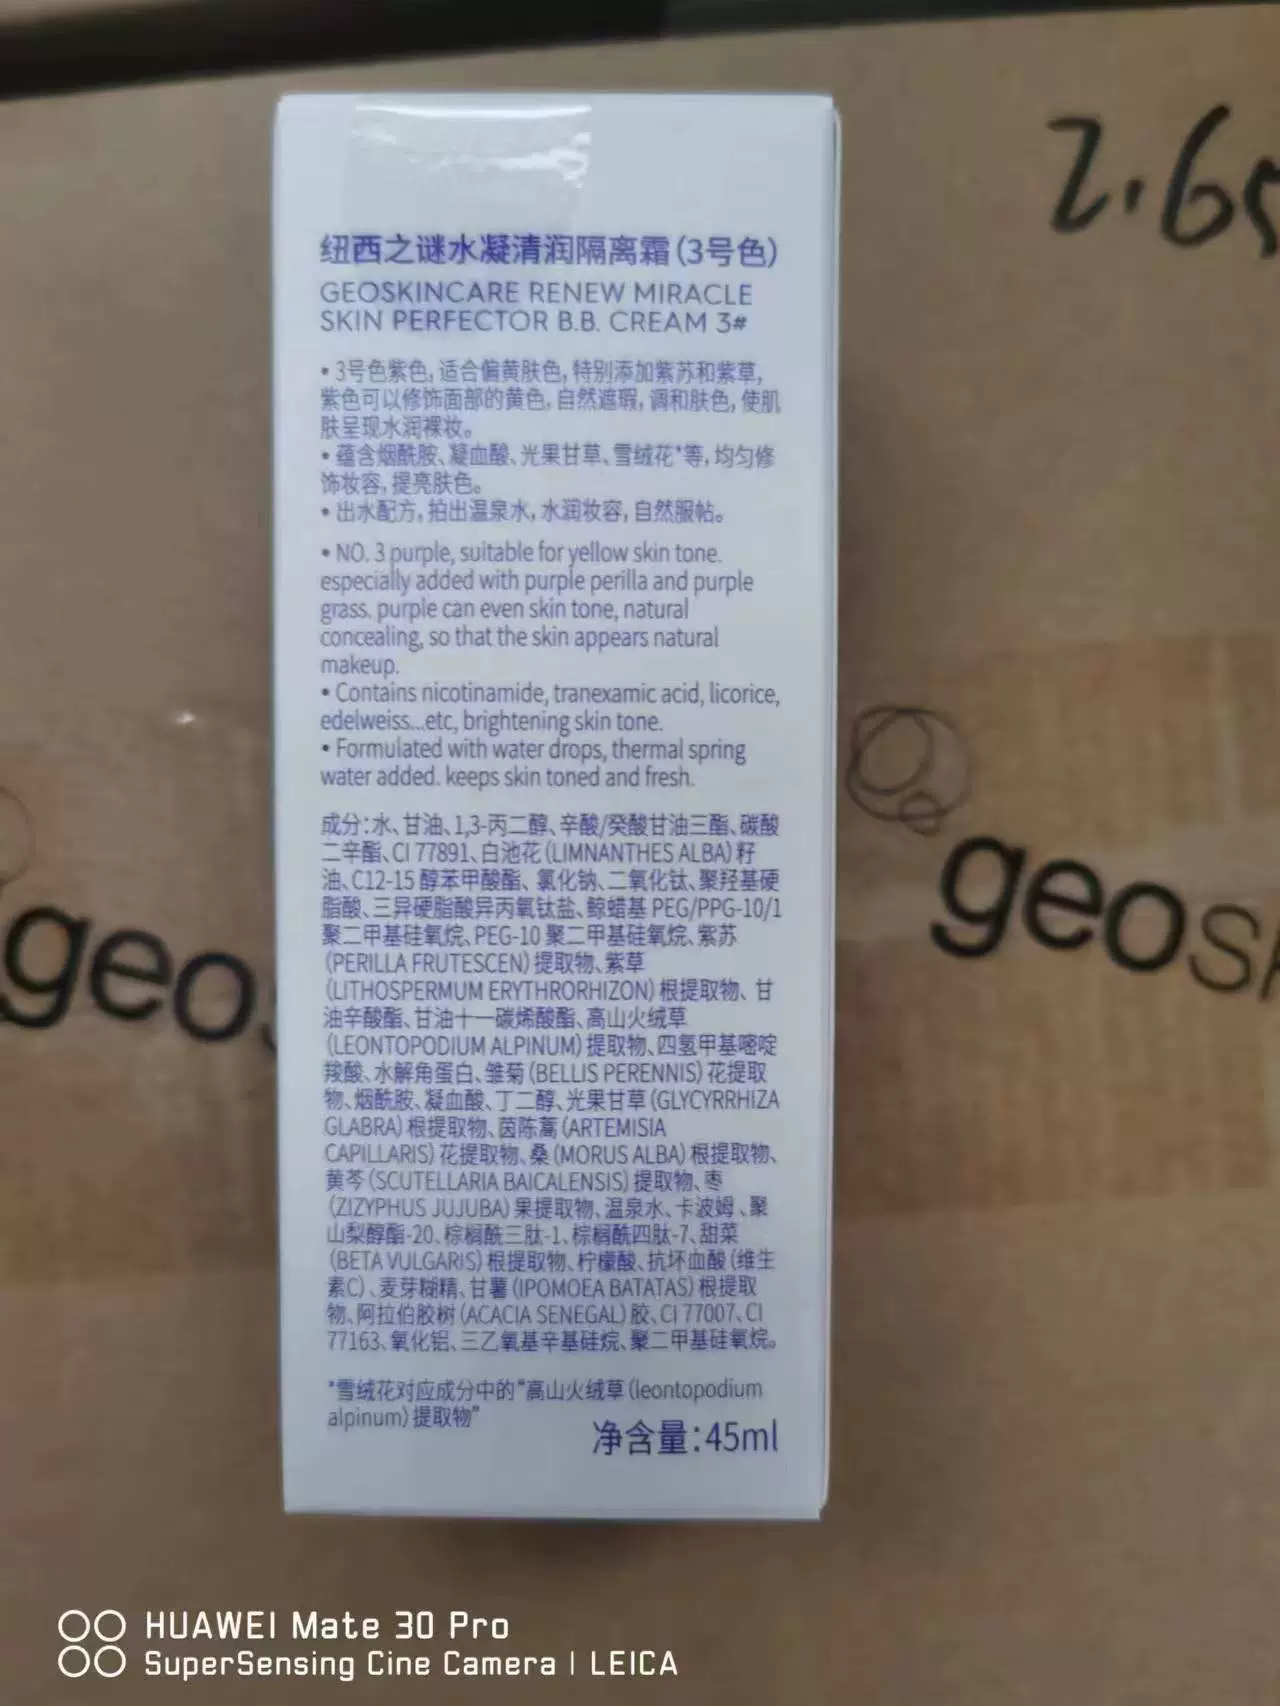 2.6
纽西之谜水凝清润隔离霜(3号色)
GEOSKINCARE RENEW MIRACLE
SKIN PERFECTOR B.B. CREAM 3#
• 3号色紫色,适合偏黄肤色,特别添加紫苏和紫草,
紫色可以修饰面部的黄色,自然遮瑕,调和肤色,使肌
肤呈现水润裸妆。
• 蕴含烟酰胺、凝血酸、光果甘草、雪绒花*等,均匀修
饰妆容,提亮肤色。
• 出水配方,拍出温泉水,水润妆容,自然服帖。
• NO. 3 purple, suitable for yellow skin tone.
especially added with purple perilla and purple
grass. purple can even skin tone, natural
concealing, so that the skin appears natural
makeup.
• Contains nicotinamide, tranexamic acid, licorice,
edelweiss...etc, brightening skin tone.
• Formulated with water drops, thermal spring
water added. keeps skin toned and fresh.
成分:水、甘油、1,3-丙二醇、辛酸/癸酸甘油三酯、碳酸
二辛酯、CI 77891、白池花(LIMNANTHES ALBA)籽
油、C12-15 醇苯甲酸酯、氯化钠、二氧化钛、聚羟基硬
脂酸、三异硬脂酸异丙氧钛盐、鲸蜡基 PEG/PPG-10/1
聚二甲基硅氧烷、PEG-10 聚二甲基硅氧烷、紫苏
(PERILLA FRUTESCEN)提取物、紫草
(LITHOSPERMUM ERYTHRORHIZON)根提取物、甘
油辛酸酯、甘油十一碳烯酸酯、高山火绒草
(LEONTOPODIUM ALPINUM)提取物、四氢甲基嘧啶
羧酸、水解角蛋白、雏菊(BELLIS PERENNIS)花提取
物、烟酰胺、凝血酸、丁二醇、光果甘草(GLYCYRRHIZA
GLABRA)根提取物、茵陈蒿(ARTEMISIA
CAPILLARIS)花提取物、桑(MORUS ALBA)根提取物、
黄芩(SCUTELLARIA BAICALENSIS)提取物、枣
(ZIZYPHUS JUJUBA)果提取物、温泉水、卡波姆、聚
山梨醇酯-20、棕榈酰三肽-1、棕榈酰四肽-7、甜菜
(BETA VULGARIS)根提取物、柠檬酸、抗坏血酸(维生
素C)、麦芽糊精、甘薯(IPOMOEA BATATAS)根提取
物、阿拉伯胶树(ACACIA SENEGAL)胶、CI 77007、CI
77163、氧化铝、三乙氧基辛基硅烷、聚二甲基硅氧烷。
*雪绒花对应成分中的“高山火绒草(leontopodium
alpinum)提取物”
净含量:45ml
geos
geosk
HUAWEI Mate 30 Pro
SuperSensing Cine Camera | LEICA